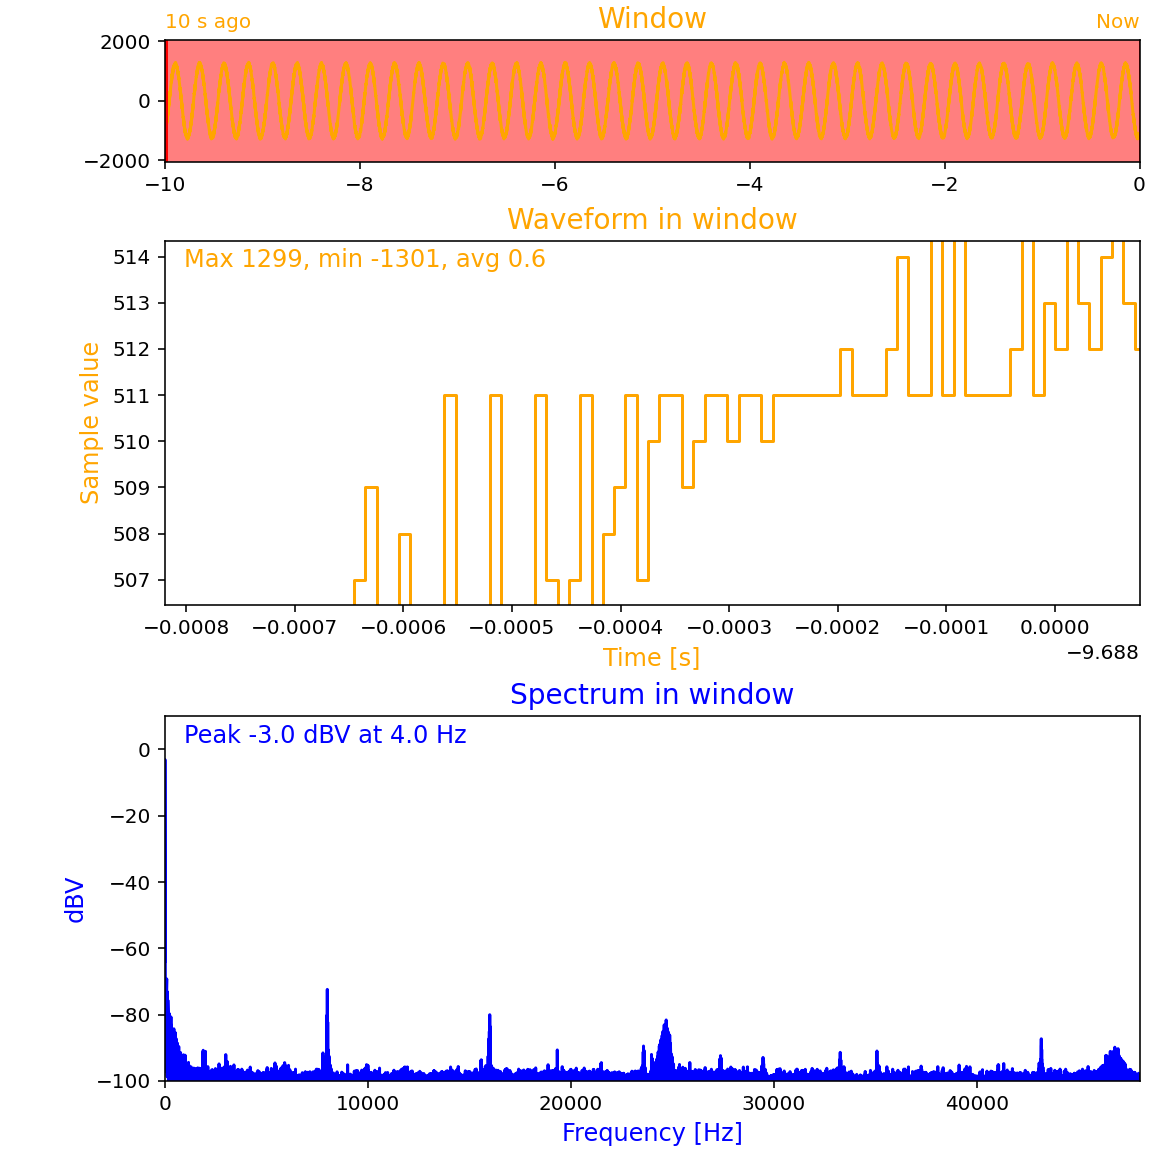 10 s ago Window Now
2000
0
−2000
−10 −8 −6 −4 −2 0
Waveform in window
Max 1299, min -1301, avg 0.6
514
513
512
511
510
509
508
507
Sample value
−0.0008 −0.0007 −0.0006 −0.0005 −0.0004 −0.0003 −0.0002 −0.0001 0.0000
−9.688
Time [s]
Spectrum in window
Peak -3.0 dBV at 4.0 Hz
0
−20
−40
−60
−80
−100
dBV
0 10000 20000 30000 40000
Frequency [Hz]